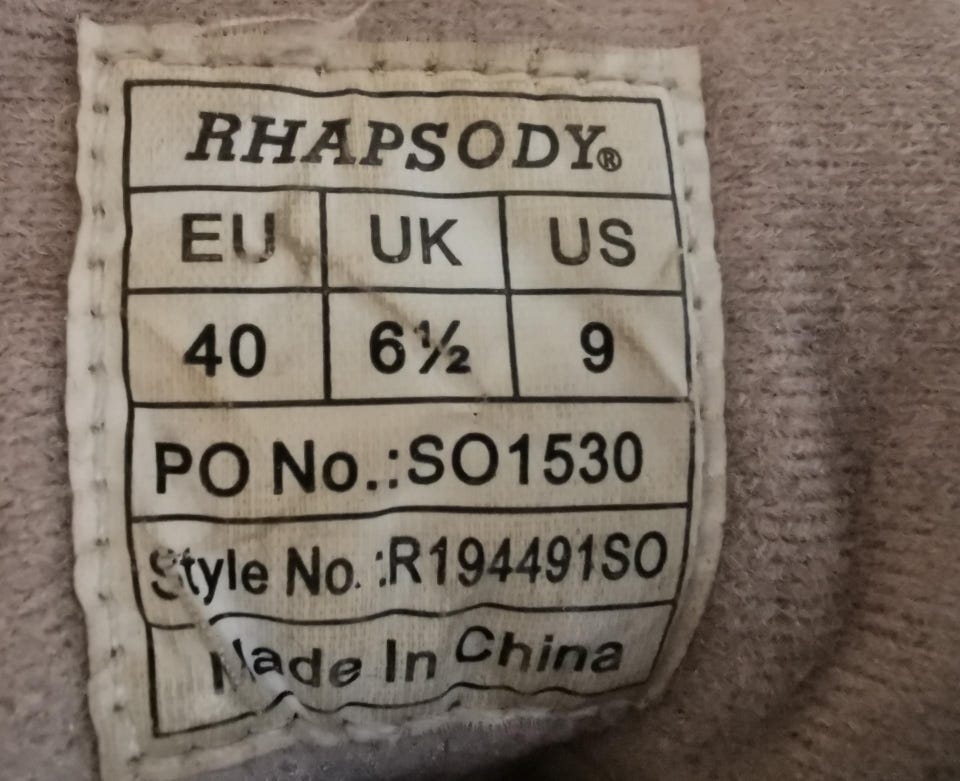 RHAPSODY®
EU UK US
40 6½ 9
PO No.:SO1530
Style No.:R194491SO
Made In China